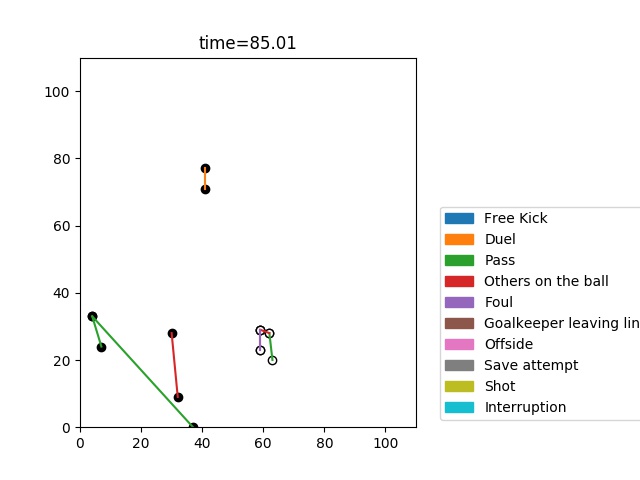 time=85.01
100
80
60
40
20
0
0 20 40 60 80 100
Free Kick
Duel
Pass
Others on the ball
Foul
Goalkeeper leaving lin
Offside
Save attempt
Shot
Interruption